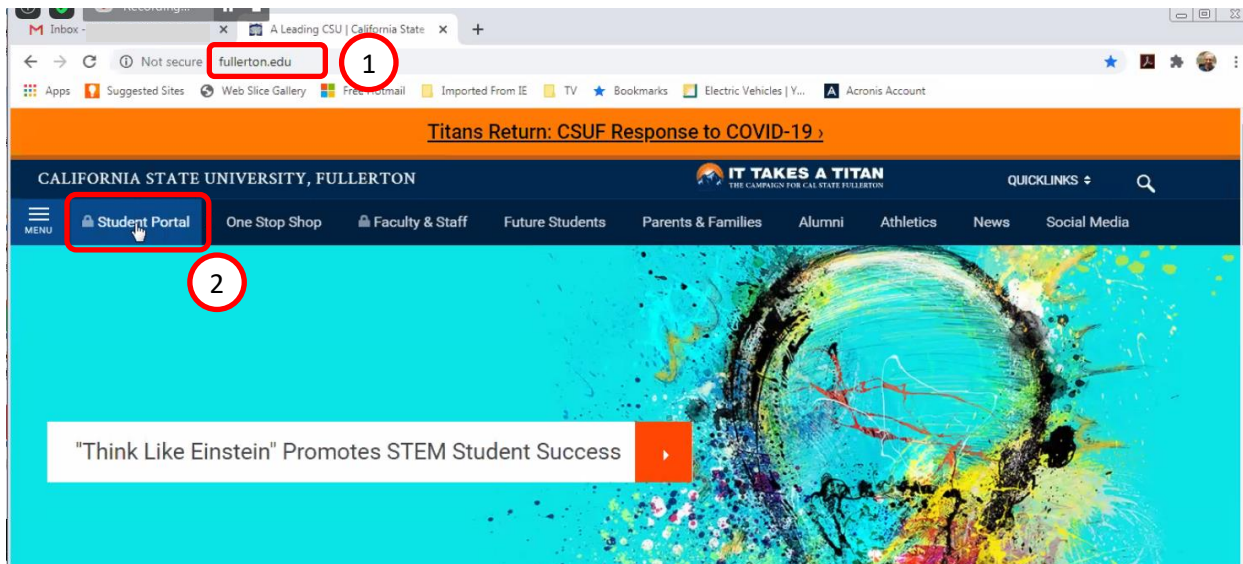 Recording...
Inbox -
A Leading CSU | California State
Not secure
fullerton.edu
1
Apps
Suggested Sites
Web Slice Gallery
Free Hotmail
Imported From IE
TV
Bookmarks
Electric Vehicles | Y...
Acronis Account
Titans Return: CSUF Response to COVID-19 ›
CALIFORNIA STATE UNIVERSITY, FULLERTON
IT TAKES A TITAN
THE CAMPAIGN FOR CAL STATE FULLERTON
QUICKLINKS
MENU
Student Portal
One Stop Shop
Faculty & Staff
Future Students
Parents & Families
Alumni
Athletics
News
Social Media
2
"Think Like Einstein" Promotes STEM Student Success